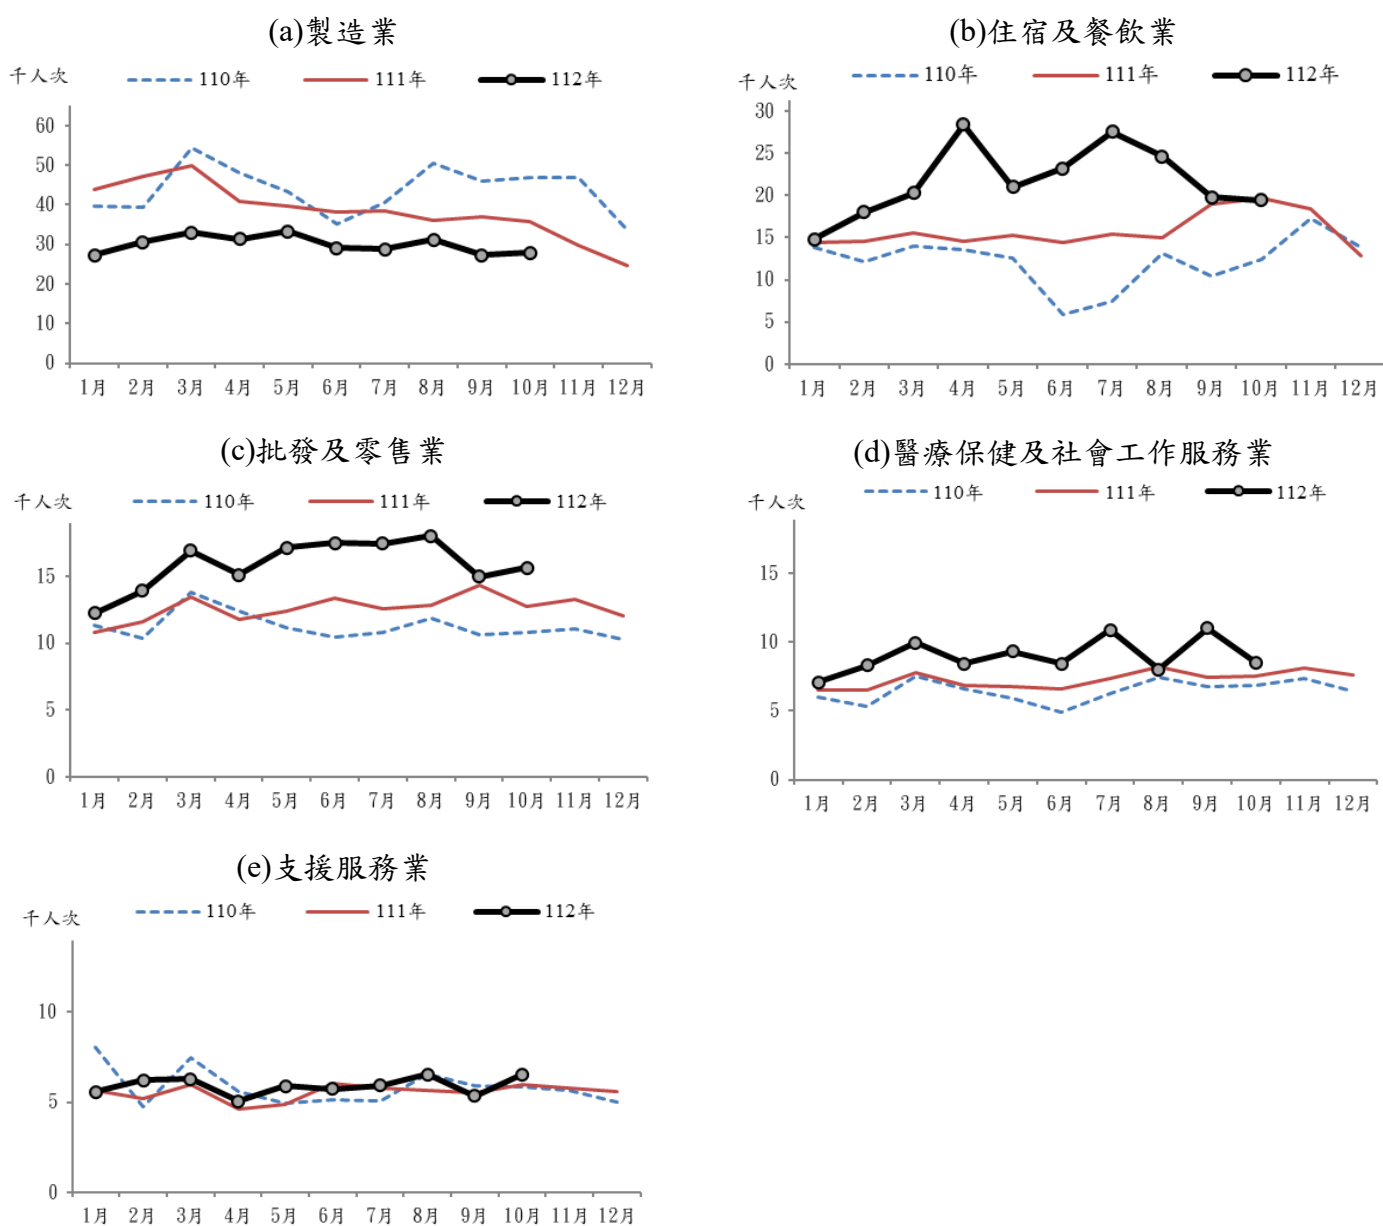 (a)製造業
千人次
110年
111年
112年
60
50
40
30
20
10
0
1月 2月 3月 4月 5月 6月 7月 8月 9月 10月 11月 12月
(b)住宿及餐飲業
千人次
110年
111年
112年
30
25
20
15
10
5
0
1月 2月 3月 4月 5月 6月 7月 8月 9月 10月 11月 12月
(c)批發及零售業
千人次
110年
111年
112年
15
10
5
0
1月 2月 3月 4月 5月 6月 7月 8月 9月 10月 11月 12月
(d)醫療保健及社會工作服務業
千人次
110年
111年
112年
15
10
5
0
1月 2月 3月 4月 5月 6月 7月 8月 9月 10月 11月 12月
(e)支援服務業
千人次
110年
111年
112年
10
5
0
1月 2月 3月 4月 5月 6月 7月 8月 9月 10月 11月 12月